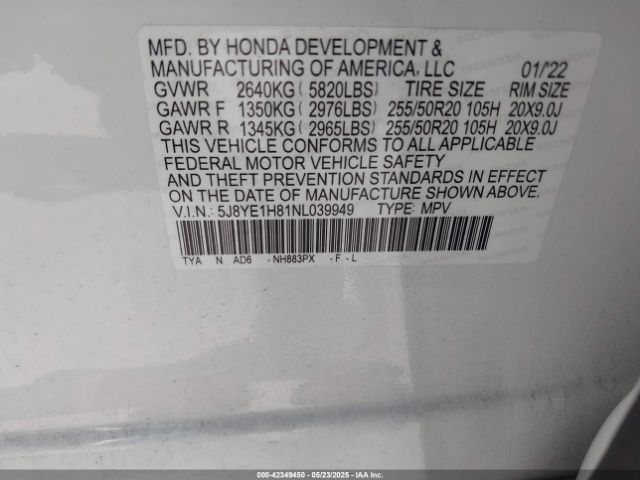 MFD. BY HONDA DEVELOPMENT &
MANUFACTURING OF AMERICA, LLC 01/'22
GVWR 2640KG ( 5820LBS) TIRE SIZE RIM SIZE
GAWR F 1350KG ( 2976LBS) 255/50R20 105H 20X9.0J
GAWR R 1345KG ( 2965LBS) 255/50R20 105H 20X9.0J
THIS VEHICLE CONFORMS TO ALL APPLICABLE
FEDERAL MOTOR VEHICLE SAFETY
AND THEFT PREVENTION STANDARDS IN EFFECT
ON THE DATE OF MANUFACTURE SHOWN ABOVE.
V.I.N.: 5J8YE1H81NL039949 TYPE: MPV
TYA N AD6 -NH883PX - F - L
000-42349450 - 05/23/2025 - IAAI.COM